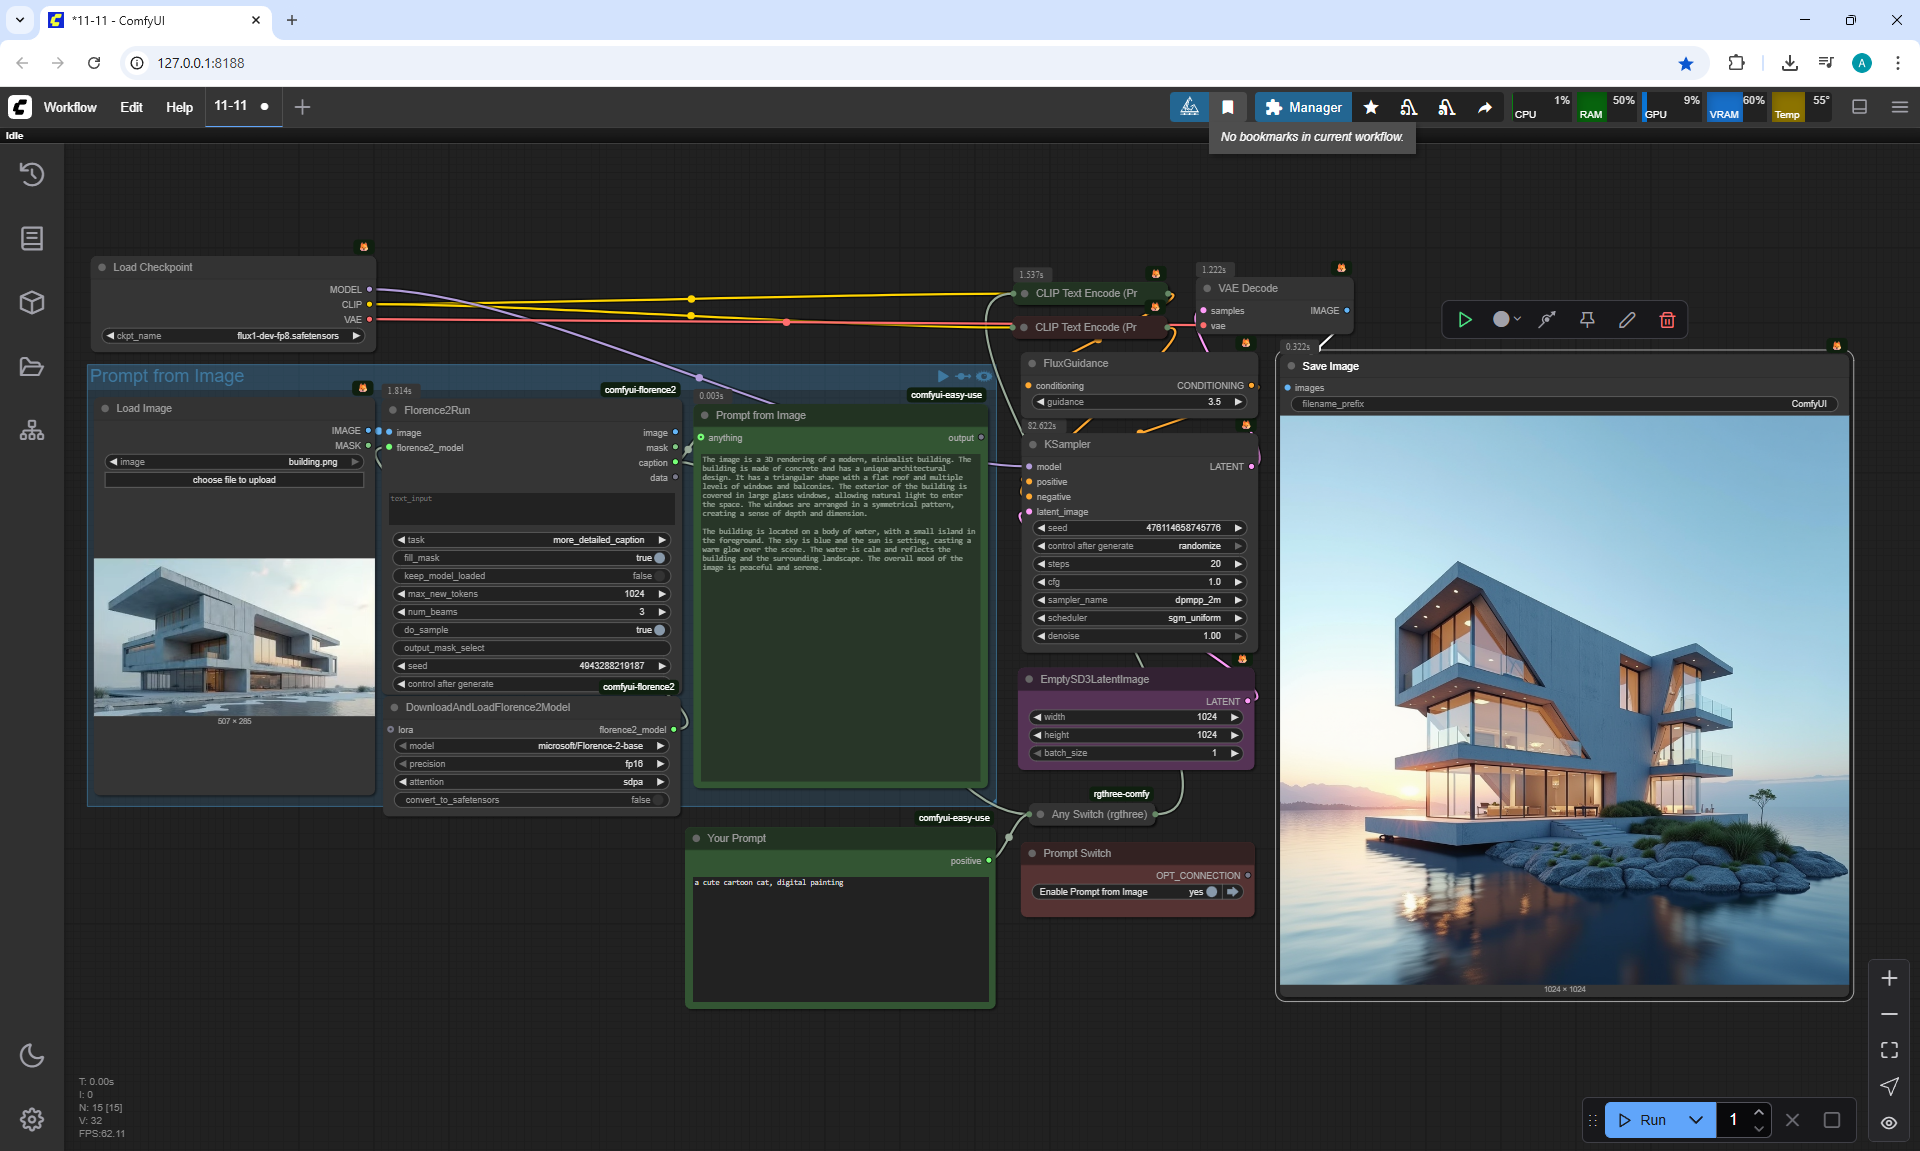 *11-11 - ComfyUI
127.0.0.1:8188
Workflow Edit Help 11-11
Manager
CPU 1% RAM 50% GPU 9% VRAM 60% Temp 55°
Idle
No bookmarks in current workflow.
Load Checkpoint
MODEL
CLIP
VAE
ckpt_name flux1-dev-fp8.safetensors
Prompt from Image
Load Image
IMAGE
MASK
image building.png
choose file to upload
507 × 285
1.814s
comfyui-florence2
Florence2Run
image image
florence2_model mask
caption
data
text_input
task more_detailed_caption
fill_mask true
keep_model_loaded false
max_new_tokens 1024
num_beams 3
do_sample true
output_mask_select
seed 4943288219187
control after generate
comfyui-florence2
DownloadAndLoadFlorence2Model
lora florence2_model
model microsoft/Florence-2-base
precision fp16
attention sdpa
convert_to_safetensors false
0.003s
comfyui-easy-use
Prompt from Image
anything output
The image is a 3D rendering of a modern, minimalist building. The
building is made of concrete and has a unique architectural
design. It has a triangular shape with a flat roof and multiple
levels of windows and balconies. The exterior of the building is
covered in large glass windows, allowing natural light to enter
the space. The windows are arranged in a symmetrical pattern,
creating a sense of depth and dimension.
The building is located on a body of water, with a small island in
the foreground. The sky is blue and the sun is setting, casting a
warm glow over the scene. The water is calm and reflects the
building and the surrounding landscape. The overall mood of the
image is peaceful and serene.
comfyui-easy-use
Your Prompt
positive
a cute cartoon cat, digital painting
1.537s
CLIP Text Encode (Pr
CLIP Text Encode (Pr
1.222s
VAE Decode
samples IMAGE
vae
FluxGuidance
conditioning CONDITIONING
guidance 3.5
82.622s
KSampler
model LATENT
positive
negative
latent_image
seed 476114658745776
control after generate randomize
steps 20
cfg 1.0
sampler_name dpmpp_2m
scheduler sgm_uniform
denoise 1.00
EmptySD3LatentImage
LATENT
width 1024
height 1024
batch_size 1
rgthree-comfy
Any Switch (rgthree)
Prompt Switch
OPT_CONNECTION
Enable Prompt from Image yes
0.322s
Save Image
images
filename_prefix ComfyUI
1024 × 1024
T: 0.00s
I: 0
N: 15 [15]
V: 32
FPS:62.11
Run 1
A